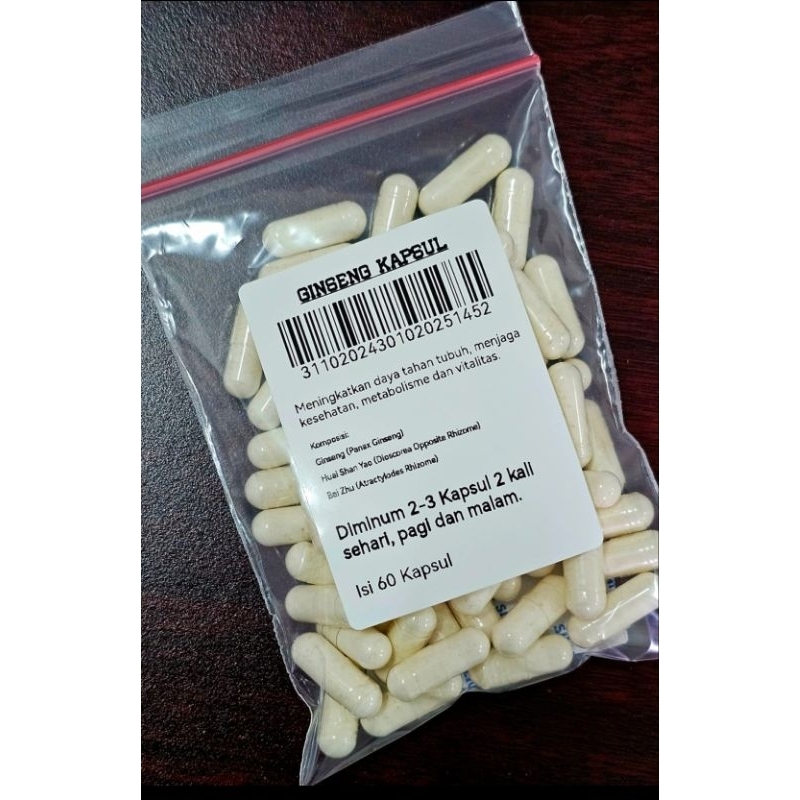 GINSENG KAPSUL
31102024301020251452
Meningkatkan daya tahan tubuh, menjaga
kesehatan, metabolisme dan vitalitas.
Komposisi:
Ginseng (Panax Ginseng)
Huai Shan Yao (Dioscorea Opposite Rhizome)
Bai Zhu (Atractylodes Rhizome)
Diminum 2-3 Kapsul 2 kali
sehari, pagi dan malam.
Isi 60 Kapsul